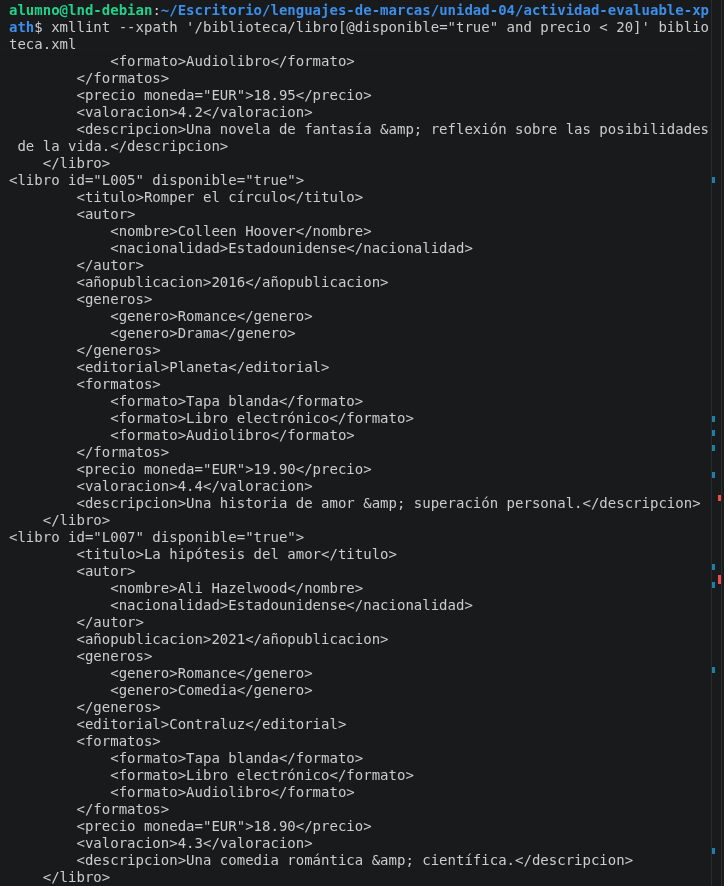 alumno@lnd-debian:~/Escritorio/lenguajes-de-marcas/unidad-04/actividad-evaluable-xp
ath$ xmllint --xpath '/biblioteca/libro[@disponible="true" and precio < 20]' biblio
teca.xml
            <formato>Audiolibro</formato>
        </formatos>
        <precio moneda="EUR">18.95</precio>
        <valoracion>4.2</valoracion>
        <descripcion>Una novela de fantasía &amp; reflexión sobre las posibilidades
 de la vida.</descripcion>
    </libro>
<libro id="L005" disponible="true">
        <titulo>Romper el círculo</titulo>
        <autor>
            <nombre>Colleen Hoover</nombre>
            <nacionalidad>Estadounidense</nacionalidad>
        </autor>
        <añopublicacion>2016</añopublicacion>
        <generos>
            <genero>Romance</genero>
            <genero>Drama</genero>
        </generos>
        <editorial>Planeta</editorial>
        <formatos>
            <formato>Tapa blanda</formato>
            <formato>Libro electrónico</formato>
            <formato>Audiolibro</formato>
        </formatos>
        <precio moneda="EUR">19.90</precio>
        <valoracion>4.4</valoracion>
        <descripcion>Una historia de amor &amp; superación personal.</descripcion>
    </libro>
<libro id="L007" disponible="true">
        <titulo>La hipótesis del amor</titulo>
        <autor>
            <nombre>Ali Hazelwood</nombre>
            <nacionalidad>Estadounidense</nacionalidad>
        </autor>
        <añopublicacion>2021</añopublicacion>
        <generos>
            <genero>Romance</genero>
            <genero>Comedia</genero>
        </generos>
        <editorial>Contraluz</editorial>
        <formatos>
            <formato>Tapa blanda</formato>
            <formato>Libro electrónico</formato>
            <formato>Audiolibro</formato>
        </formatos>
        <precio moneda="EUR">18.90</precio>
        <valoracion>4.3</valoracion>
        <descripcion>Una comedia romántica &amp; científica.</descripcion>
    </libro>